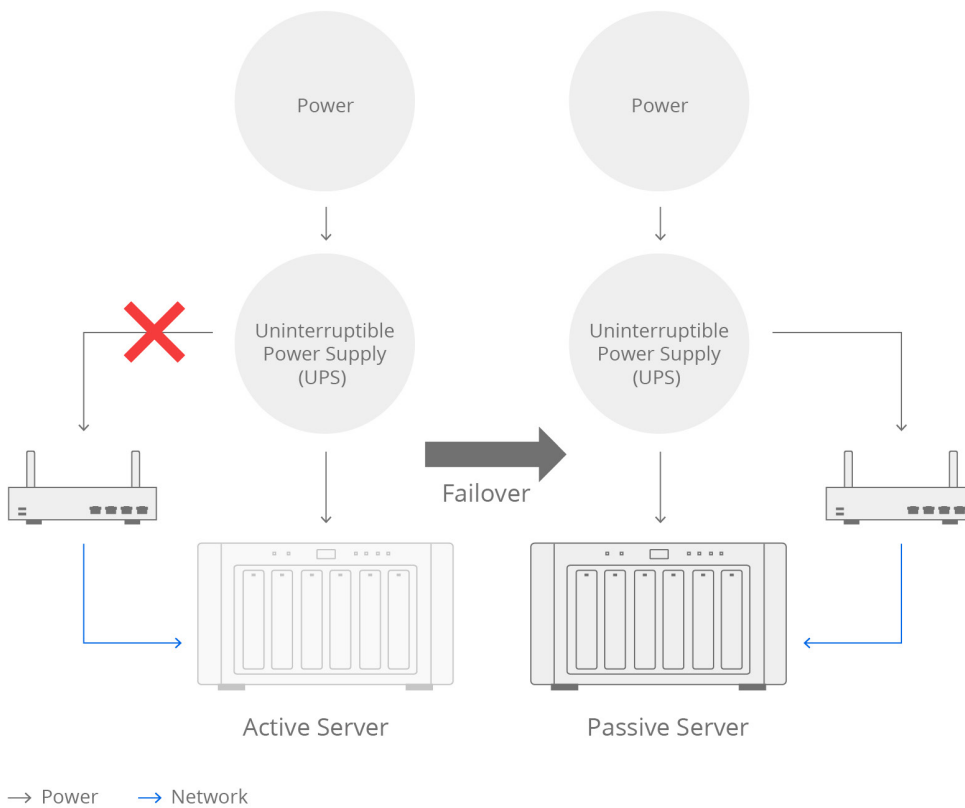 Power
Power
Uninterruptible
Power Supply
(UPS)
Uninterruptible
Power Supply
(UPS)
Failover
Active Server
Passive Server
Power
Network